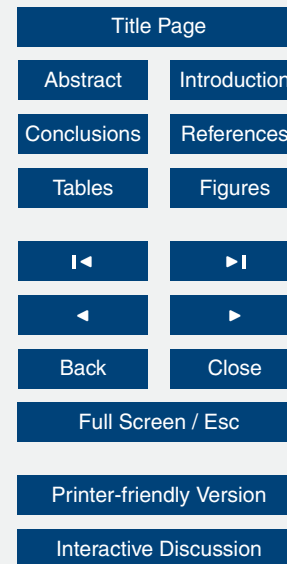 Title Page
Abstract Introduction
Conclusions References
Tables Figures
Back Close
Full Screen / Esc
Printer-friendly Version
Interactive Discussion